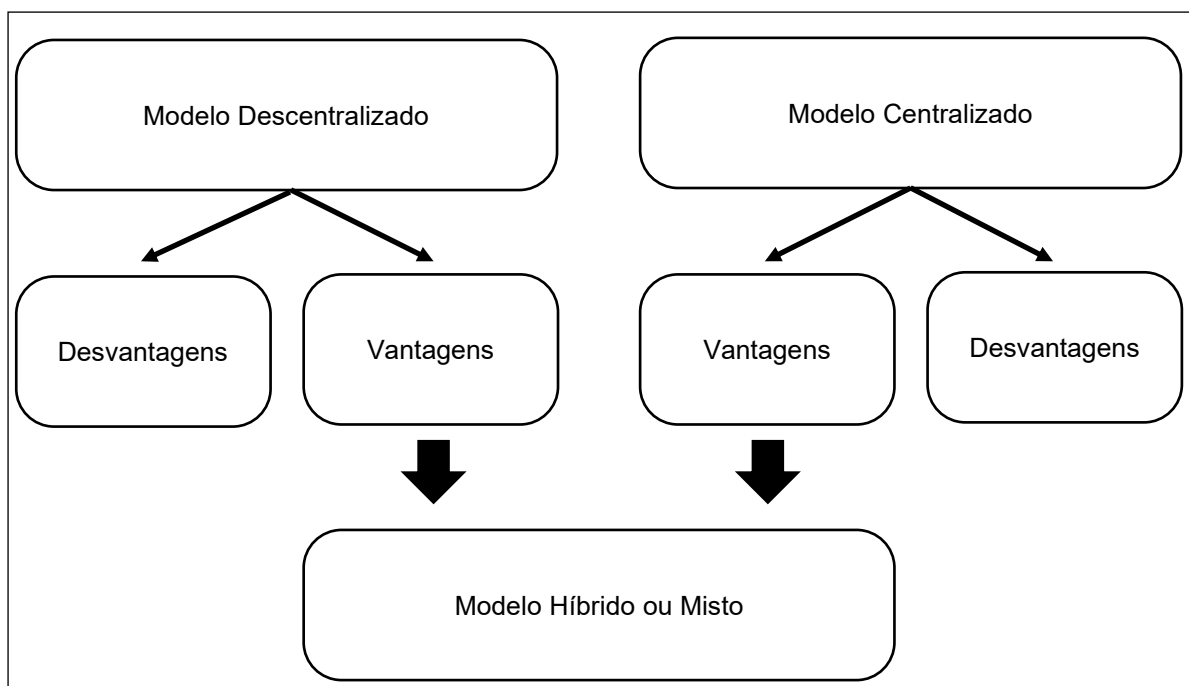 Modelo Descentralizado
Modelo Centralizado
Desvantagens
Vantagens
Vantagens
Desvantagens
Modelo Híbrido ou Misto